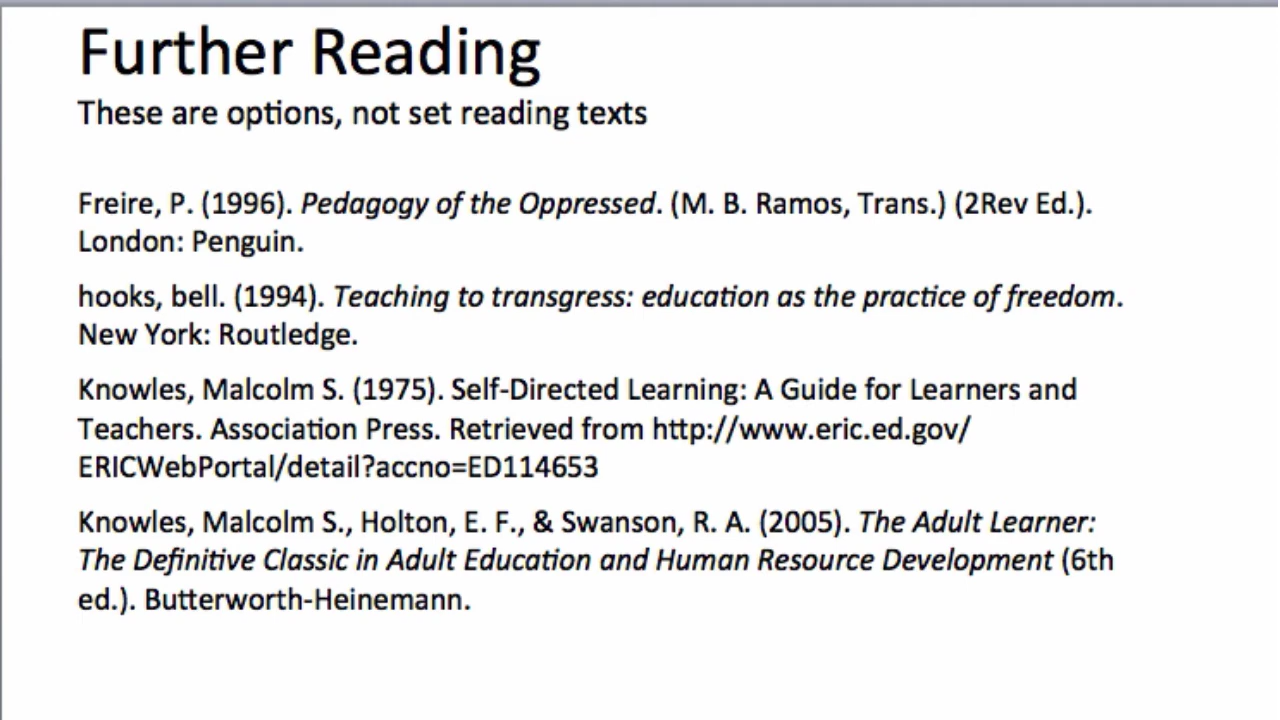 Further Reading
These are options, not set reading texts
Freire, P. (1996). Pedagogy of the Oppressed. (M. B. Ramos, Trans.) (2Rev Ed.).
London: Penguin.
hooks, bell. (1994). Teaching to transgress: education as the practice of freedom.
New York: Routledge.
Knowles, Malcolm S. (1975). Self-Directed Learning: A Guide for Learners and
Teachers. Association Press. Retrieved from http://www.eric.ed.gov/
ERICWebPortal/detail?accno=ED114653
Knowles, Malcolm S., Holton, E. F., & Swanson, R. A. (2005). The Adult Learner:
The Definitive Classic in Adult Education and Human Resource Development (6th
ed.). Butterworth-Heinemann.